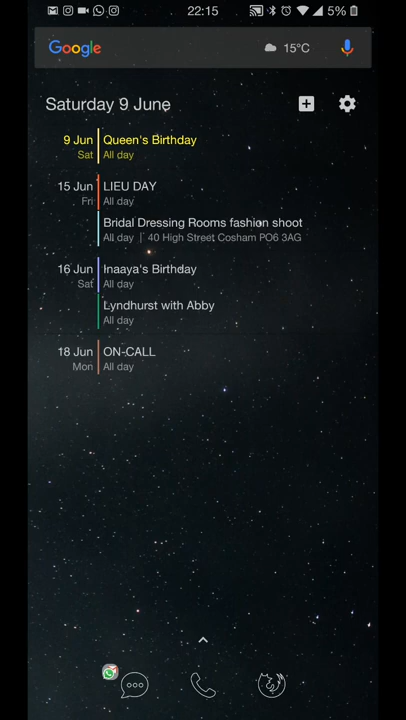 22:15 5%
Google 15°C
Saturday 9 June
9 Jun Queen's Birthday
Sat All day
15 Jun LIEU DAY
Fri All day
Bridal Dressing Rooms fashion shoot
All day | 40 High Street Cosham PO6 3AG
16 Jun Inaaya's Birthday
Sat All day
Lyndhurst with Abby
All day
18 Jun ON-CALL
Mon All day